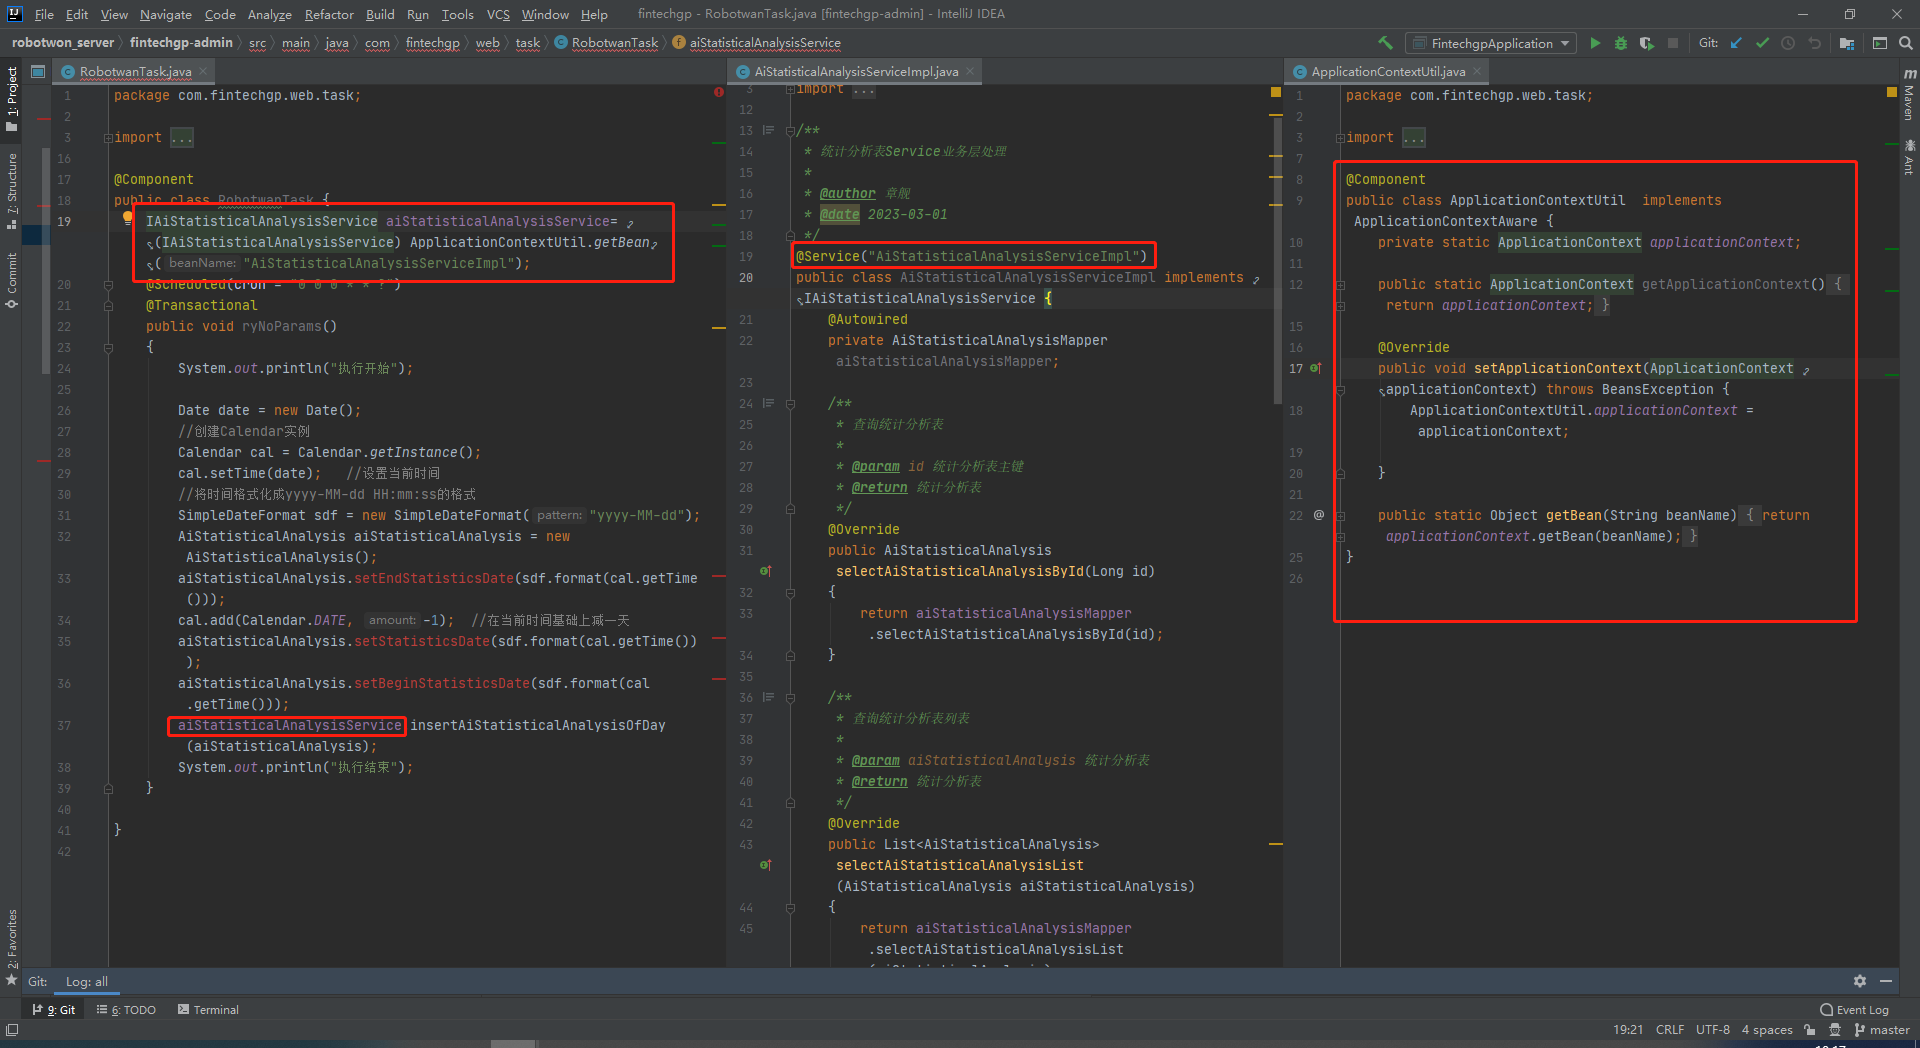 File Edit View Navigate Code Analyze Refactor Build Run Tools VCS Window Help fintechgp - RobotwanTask.java [fintechgp-admin] - IntelliJ IDEA
robotwon_server fintechgp-admin src main java com fintechgp web task RobotwanTask aiStatisticalAnalysisService FintechgpApplication Git:
1: Project
7: Structure
Commit
2: Favorites
RobotwanTask.java
1 package com.fintechgp.web.task;
2
3 import ...
16
17 @Component
18 public class RobotwanTask {
19 IAiStatisticalAnalysisService aiStatisticalAnalysisService=
(IAiStatisticalAnalysisService) ApplicationContextUtil.getBean
( beanName: "AiStatisticalAnalysisServiceImpl");
20 @Scheduled(cron = "0 0 0 * * ?")
21 @Transactional
22 public void ryNoParams()
23 {
24 System.out.println("执行开始");
25
26 Date date = new Date();
27 //创建Calendar实例
28 Calendar cal = Calendar.getInstance();
29 cal.setTime(date); //设置当前时间
30 //将时间格式化成yyyy-MM-dd HH:mm:ss的格式
31 SimpleDateFormat sdf = new SimpleDateFormat( pattern: "yyyy-MM-dd");
32 AiStatisticalAnalysis aiStatisticalAnalysis = new
AiStatisticalAnalysis();
33 aiStatisticalAnalysis.setEndStatisticsDate(sdf.format(cal.getTime
()));
34 cal.add(Calendar.DATE, amount: -1); //在当前时间基础上减一天
35 aiStatisticalAnalysis.setStatisticsDate(sdf.format(cal.getTime())
);
36 aiStatisticalAnalysis.setBeginStatisticsDate(sdf.format(cal
.getTime()));
37 aiStatisticalAnalysisService insertAiStatisticalAnalysisOfDay
(aiStatisticalAnalysis);
38 System.out.println("执行结束");
39 }
40
41 }
42
AiStatisticalAnalysisServiceImpl.java
3 import ...
12
13 /**
14 * 统计分析表Service业务层处理
15 *
16 * @author 章舰
17 * @date 2023-03-01
18 */
19 @Service("AiStatisticalAnalysisServiceImpl")
20 public class AiStatisticalAnalysisServiceImpl implements
IAiStatisticalAnalysisService {
21 @Autowired
22 private AiStatisticalAnalysisMapper
aiStatisticalAnalysisMapper;
23
24 /**
25 * 查询统计分析表
26 *
27 * @param id 统计分析表主键
28 * @return 统计分析表
29 */
30 @Override
31 public AiStatisticalAnalysis
selectAiStatisticalAnalysisById(Long id)
32 {
33 return aiStatisticalAnalysisMapper
.selectAiStatisticalAnalysisById(id);
34 }
35
36 /**
37 * 查询统计分析表列表
38 *
39 * @param aiStatisticalAnalysis 统计分析表
40 * @return 统计分析表
41 */
42 @Override
43 public List<AiStatisticalAnalysis>
selectAiStatisticalAnalysisList
(AiStatisticalAnalysis aiStatisticalAnalysis)
44 {
45 return aiStatisticalAnalysisMapper
.selectAiStatisticalAnalysisList
ApplicationContextUtil.java
1 package com.fintechgp.web.task;
2
3 import ...
7
8 @Component
9 public class ApplicationContextUtil implements
ApplicationContextAware {
10 private static ApplicationContext applicationContext;
11
12 public static ApplicationContext getApplicationContext() {
return applicationContext; }
15
16 @Override
17 public void setApplicationContext(ApplicationContext
applicationContext) throws BeansException {
18 ApplicationContextUtil.applicationContext =
applicationContext;
19
20 }
21
22 @ public static Object getBean(String beanName) { return
applicationContext.getBean(beanName); }
25 }
26
Maven
Ant
Git: Log: all
9: Git 6: TODO Terminal Event Log
19:21 CRLF UTF-8 4 spaces master